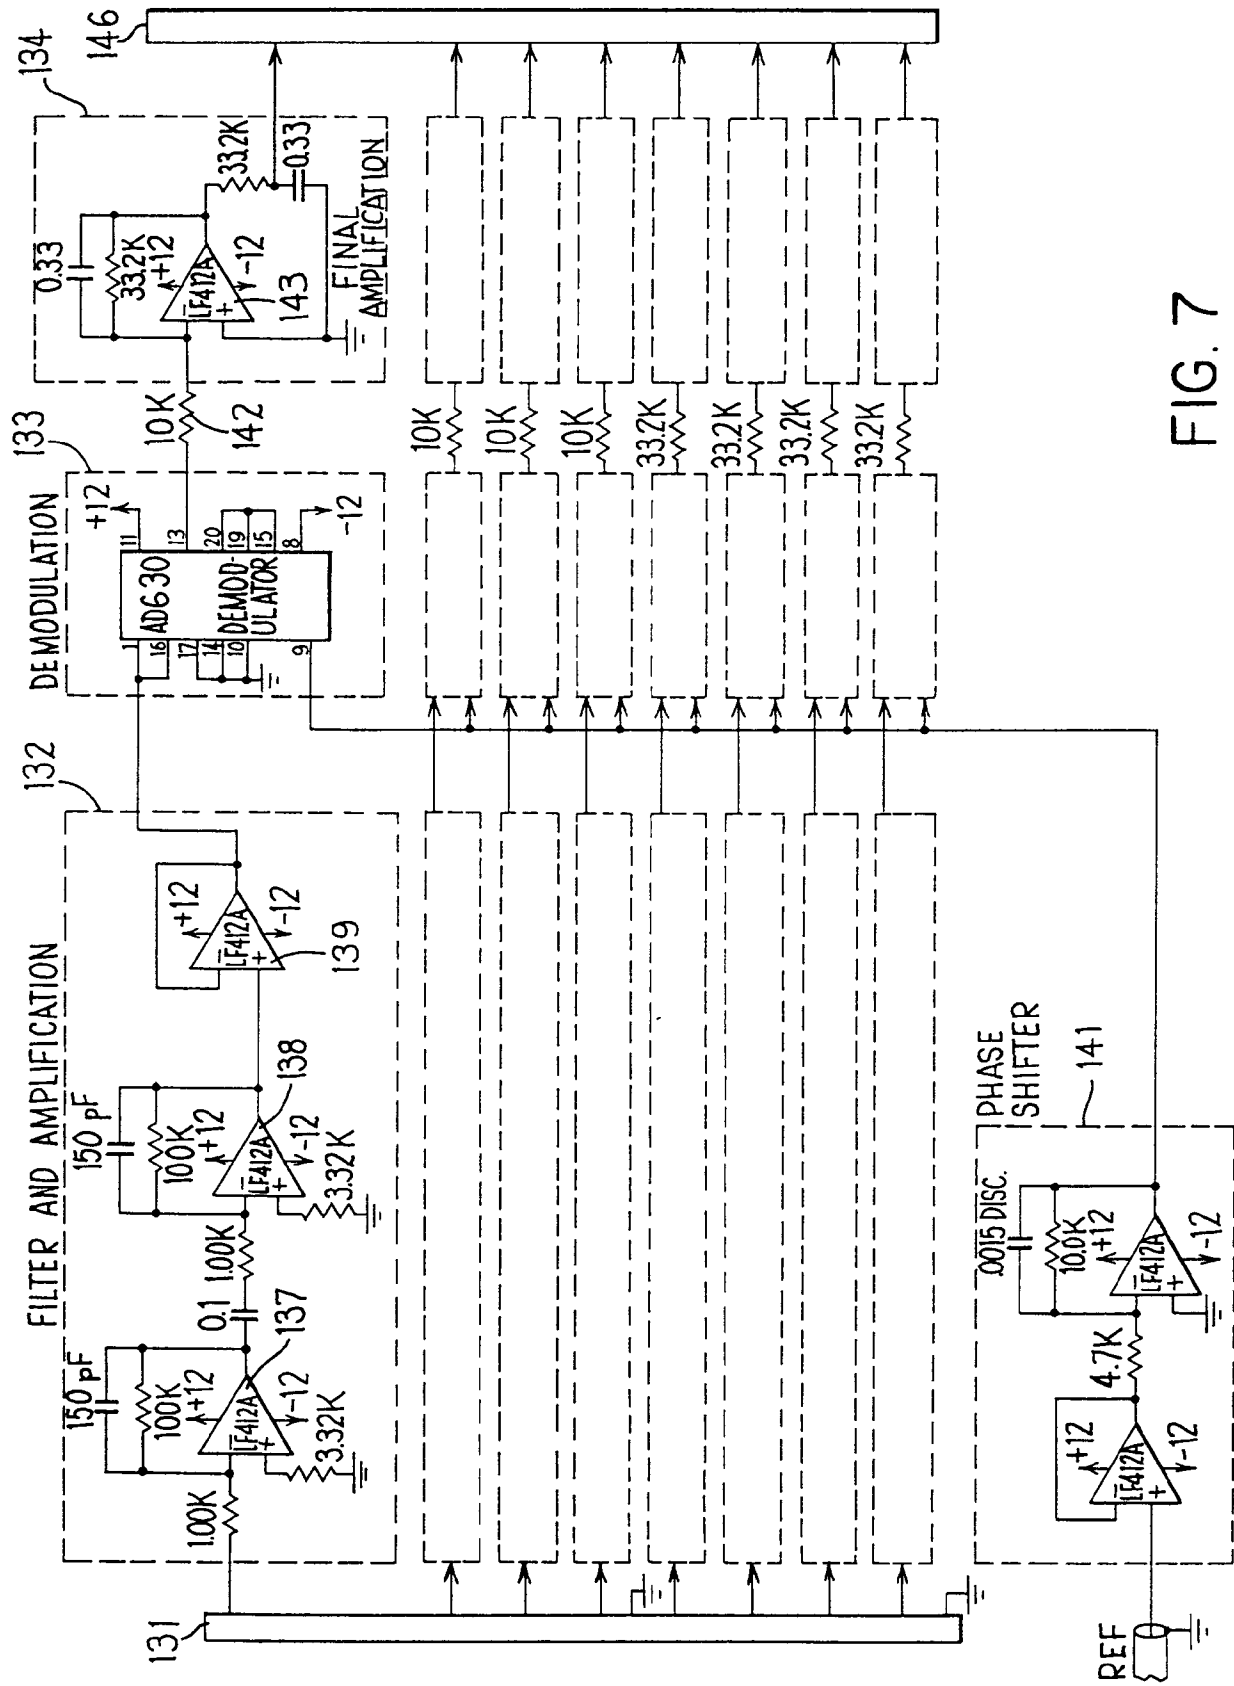 FILTER AND AMPLIFICATION
132
131
1.00K
150 pF
100K
+12
LF412A
-12
3.32K
137
0.1
1.00K
150 pF
100K
+12
LF412A
-12
3.32K
138
+12
LF412A
-12
139
DEMODULATION
133
+12
1
16
17
14
10
9
AD630
DEMOD-
ULATOR
11
13
20
19
15
8
-12
10K
142
134
0.33
33.2K
+12
LF412A
-12
143
33.2K
0.33
FINAL
AMPLIFICATION
146
10K
10K
10K
33.2K
33.2K
33.2K
33.2K
PHASE
SHIFTER
141
REF
+12
LF412A
-12
4.7K
.0015 DISC.
10.0K
+12
LF412A
-12
FIG. 7